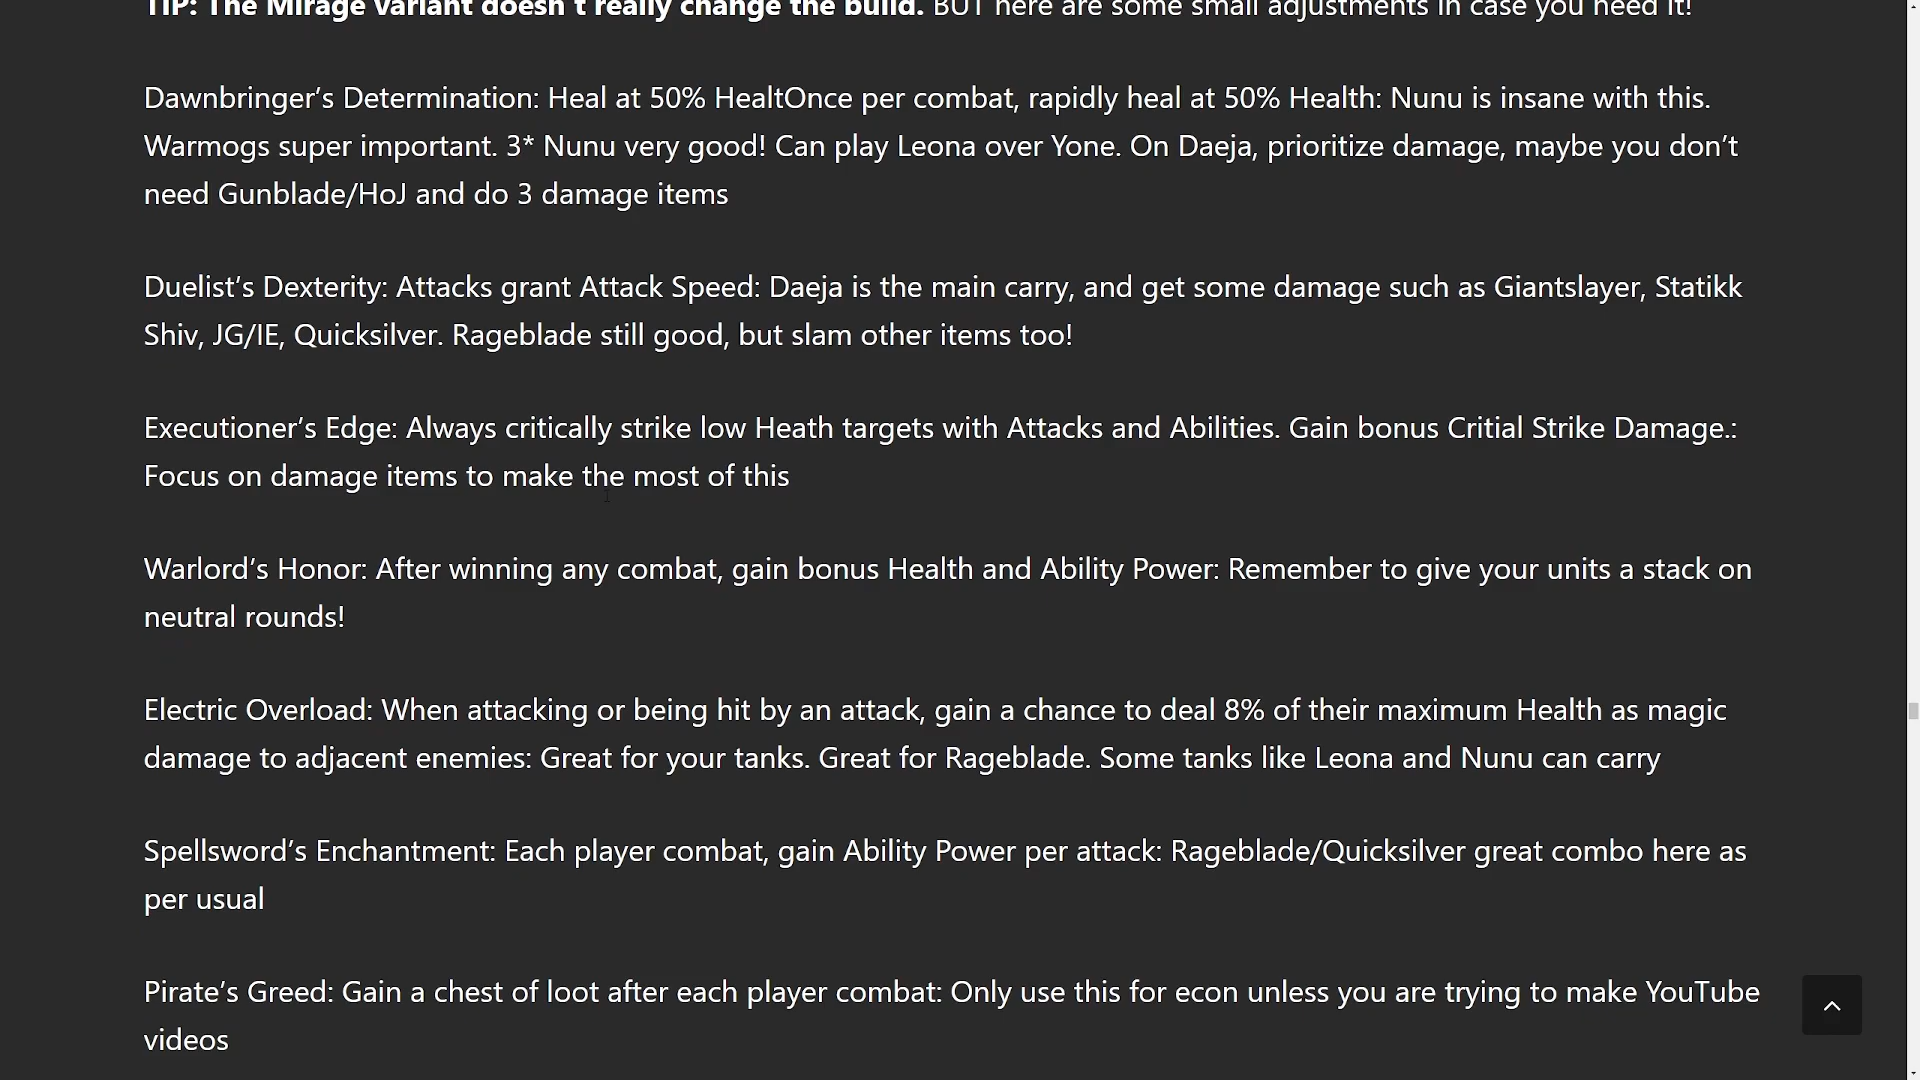 TIP: The Mirage variant doesn't really change the build. BUT here are some small adjustments in case you need it!
Dawnbringer’s Determination: Heal at 50% HealtOnce per combat, rapidly heal at 50% Health: Nunu is insane with this.
Warmogs super important. 3* Nunu very good! Can play Leona over Yone. On Daeja, prioritize damage, maybe you don’t
need Gunblade/HoJ and do 3 damage items
Duelist’s Dexterity: Attacks grant Attack Speed: Daeja is the main carry, and get some damage such as Giantslayer, Statikk
Shiv, JG/IE, Quicksilver. Rageblade still good, but slam other items too!
Executioner’s Edge: Always critically strike low Heath targets with Attacks and Abilities. Gain bonus Critial Strike Damage.:
Focus on damage items to make the most of this
Warlord’s Honor: After winning any combat, gain bonus Health and Ability Power: Remember to give your units a stack on
neutral rounds!
Electric Overload: When attacking or being hit by an attack, gain a chance to deal 8% of their maximum Health as magic
damage to adjacent enemies: Great for your tanks. Great for Rageblade. Some tanks like Leona and Nunu can carry
Spellsword’s Enchantment: Each player combat, gain Ability Power per attack: Rageblade/Quicksilver great combo here as
per usual
Pirate’s Greed: Gain a chest of loot after each player combat: Only use this for econ unless you are trying to make YouTube
videos